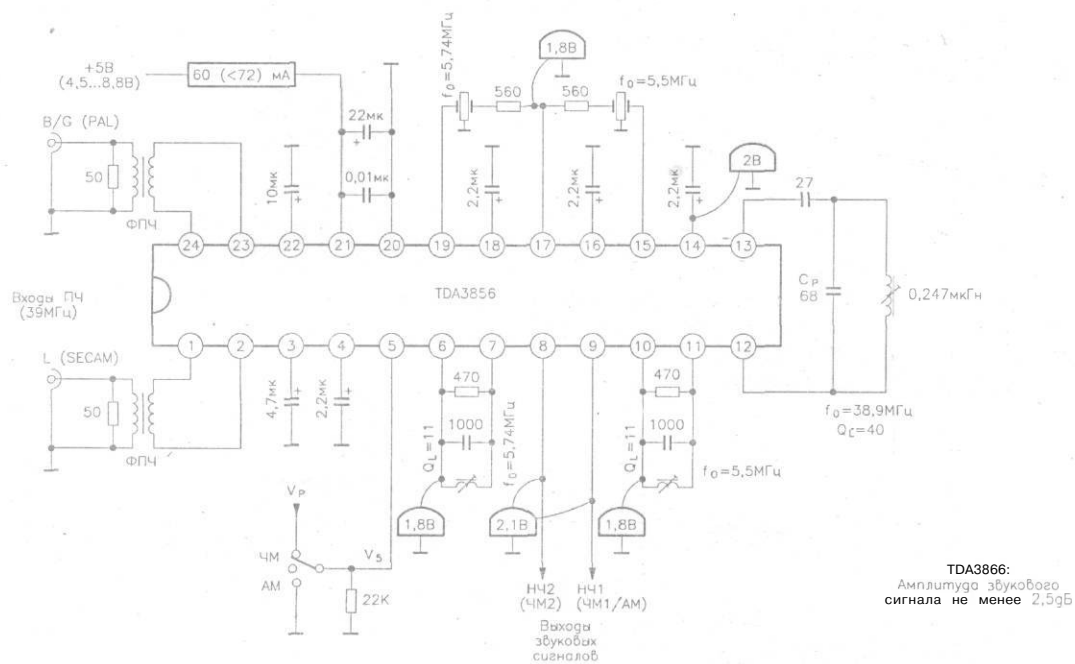 +5В
(4,5...8,8В)
60 (<72) мА
B/G (PAL)
50
ФПЧ
22мк
+
0,01мк
10мк
+
f₀=5,74МГц
560
1,8В
560
f₀=5,5МГц
2,2мк
+
2,2мк
+
2,2мк
+
2В
27
Cр
68
0,247мкГн
24
23
22
21
20
19
18
17
16
15
14
13
TDA3856
Входы ПЧ
(39МГц)
1
2
3
4
5
6
7
8
9
10
11
12
L (SECAM)
50
ФПЧ
4,7мк
+
2,2мк
+
470
1000
QL=11
f₀=5,74МГц
1,8В
2,1В
470
1000
QL=11
f₀=5,5МГц
1,8В
f₀=38,9МГц
QL=40
VP
ЧМ
АМ
V5
22К
НЧ2
(ЧМ2)
НЧ1
(ЧМ1/АМ)
Выходы
звуковых
сигналов
TDA3866:
Амплитуда звукового
сигнала не менее 2,5дБ